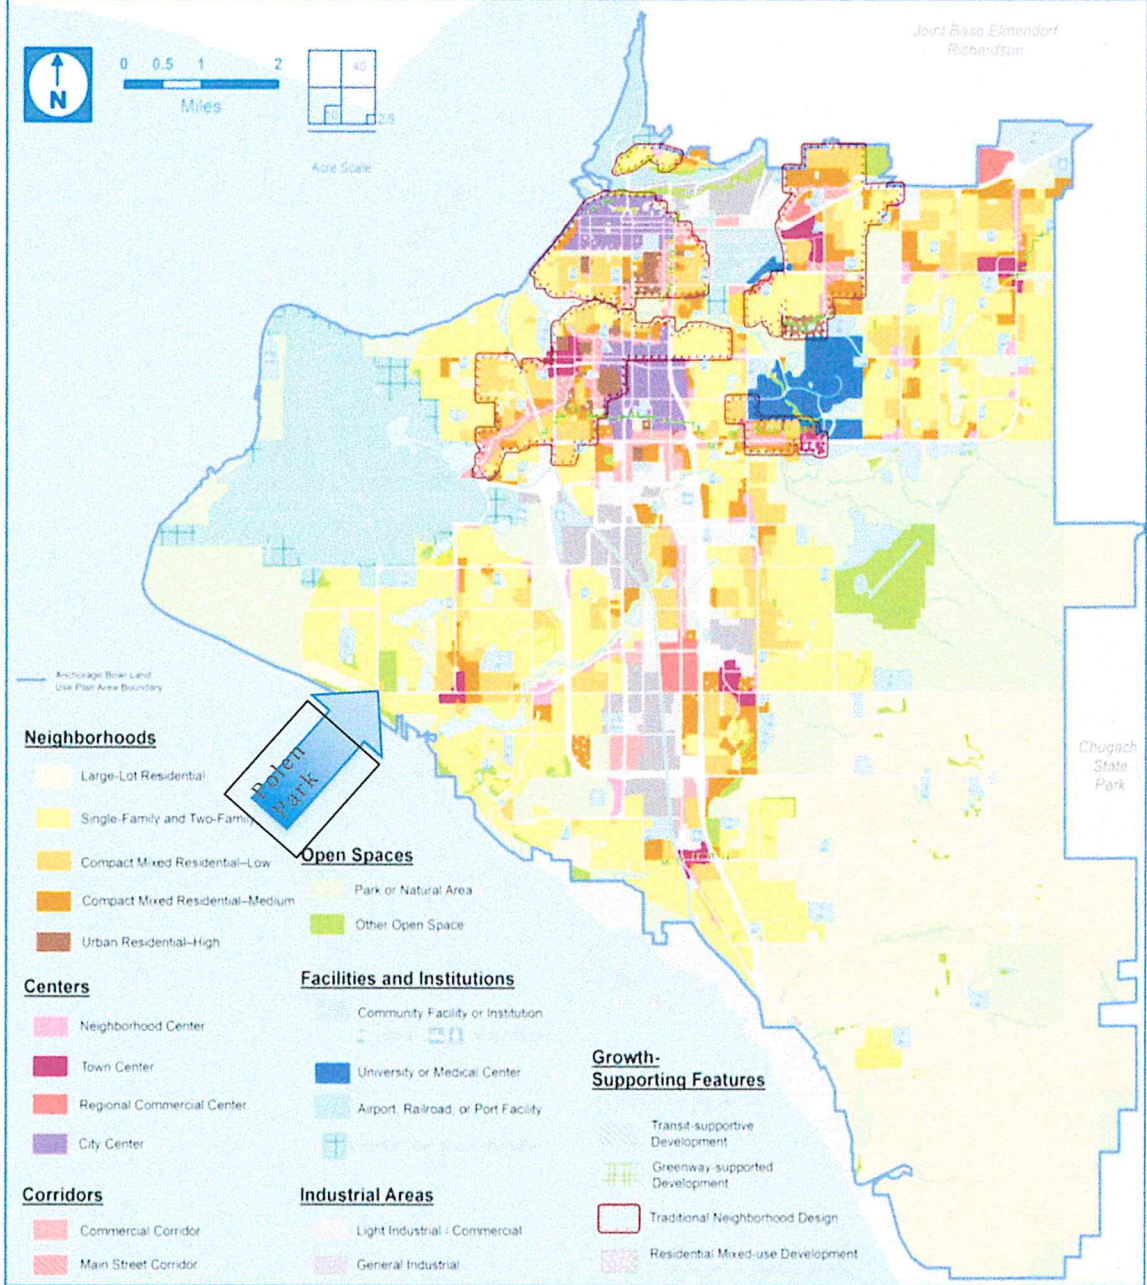 Joint Base Elmendorf
Richardson
N
0 0.5 1 2
Miles
40
2.5
Acre Scale
Anchorage Bowl Land
Use Plan Area Boundary
Polen
Park
Chugach
State
Park
Neighborhoods
Large-Lot Residential
Single-Family and Two-Family
Compact Mixed Residential–Low
Compact Mixed Residential–Medium
Urban Residential–High
Centers
Neighborhood Center
Town Center
Regional Commercial Center
City Center
Corridors
Commercial Corridor
Main Street Corridor
Open Spaces
Park or Natural Area
Other Open Space
Facilities and Institutions
Community Facility or Institution
University or Medical Center
Airport, Railroad, or Port Facility
Industrial Areas
Light Industrial / Commercial
General Industrial
Growth-
Supporting Features
Transit-supportive
Development
Greenway-supported
Development
Traditional Neighborhood Design
Residential Mixed-use Development